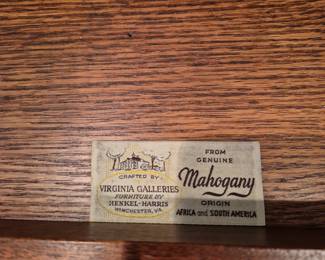 CRAFTED BY
VIRGINIA GALLERIES
FURNITURE BY
HENKEL-HARRIS
WINCHESTER, VA.
FROM
GENUINE
Mahogany
ORIGIN
AFRICA and SOUTH AMERICA